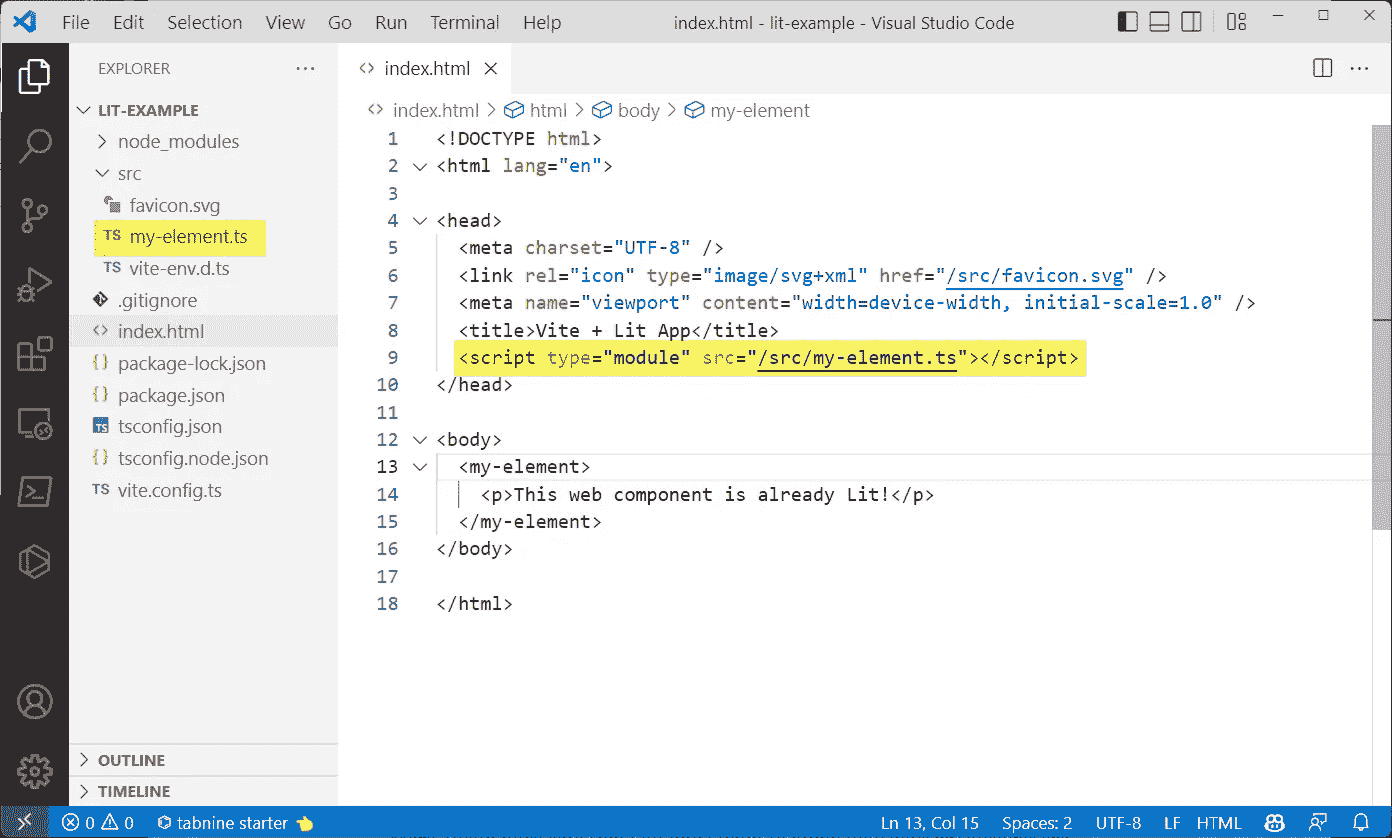 File Edit Selection View Go Run Terminal Help index.html - lit-example - Visual Studio Code
EXPLORER
LIT-EXAMPLE
node_modules
src
favicon.svg
TS my-element.ts
TS vite-env.d.ts
.gitignore
<> index.html
{} package-lock.json
{} package.json
TS tsconfig.json
{} tsconfig.node.json
TS vite.config.ts
OUTLINE
TIMELINE
<> index.html
<> index.html > html > body > my-element
1 <!DOCTYPE html>
2 <html lang="en">
3
4 <head>
5 <meta charset="UTF-8" />
6 <link rel="icon" type="image/svg+xml" href="/src/favicon.svg" />
7 <meta name="viewport" content="width=device-width, initial-scale=1.0" />
8 <title>Vite + Lit App</title>
9 <script type="module" src="/src/my-element.ts"></script>
10 </head>
11
12 <body>
13 <my-element>
14 <p>This web component is already Lit!</p>
15 </my-element>
16 </body>
17
18 </html>
0 0 tabnine starter Ln 13, Col 15 Spaces: 2 UTF-8 LF HTML